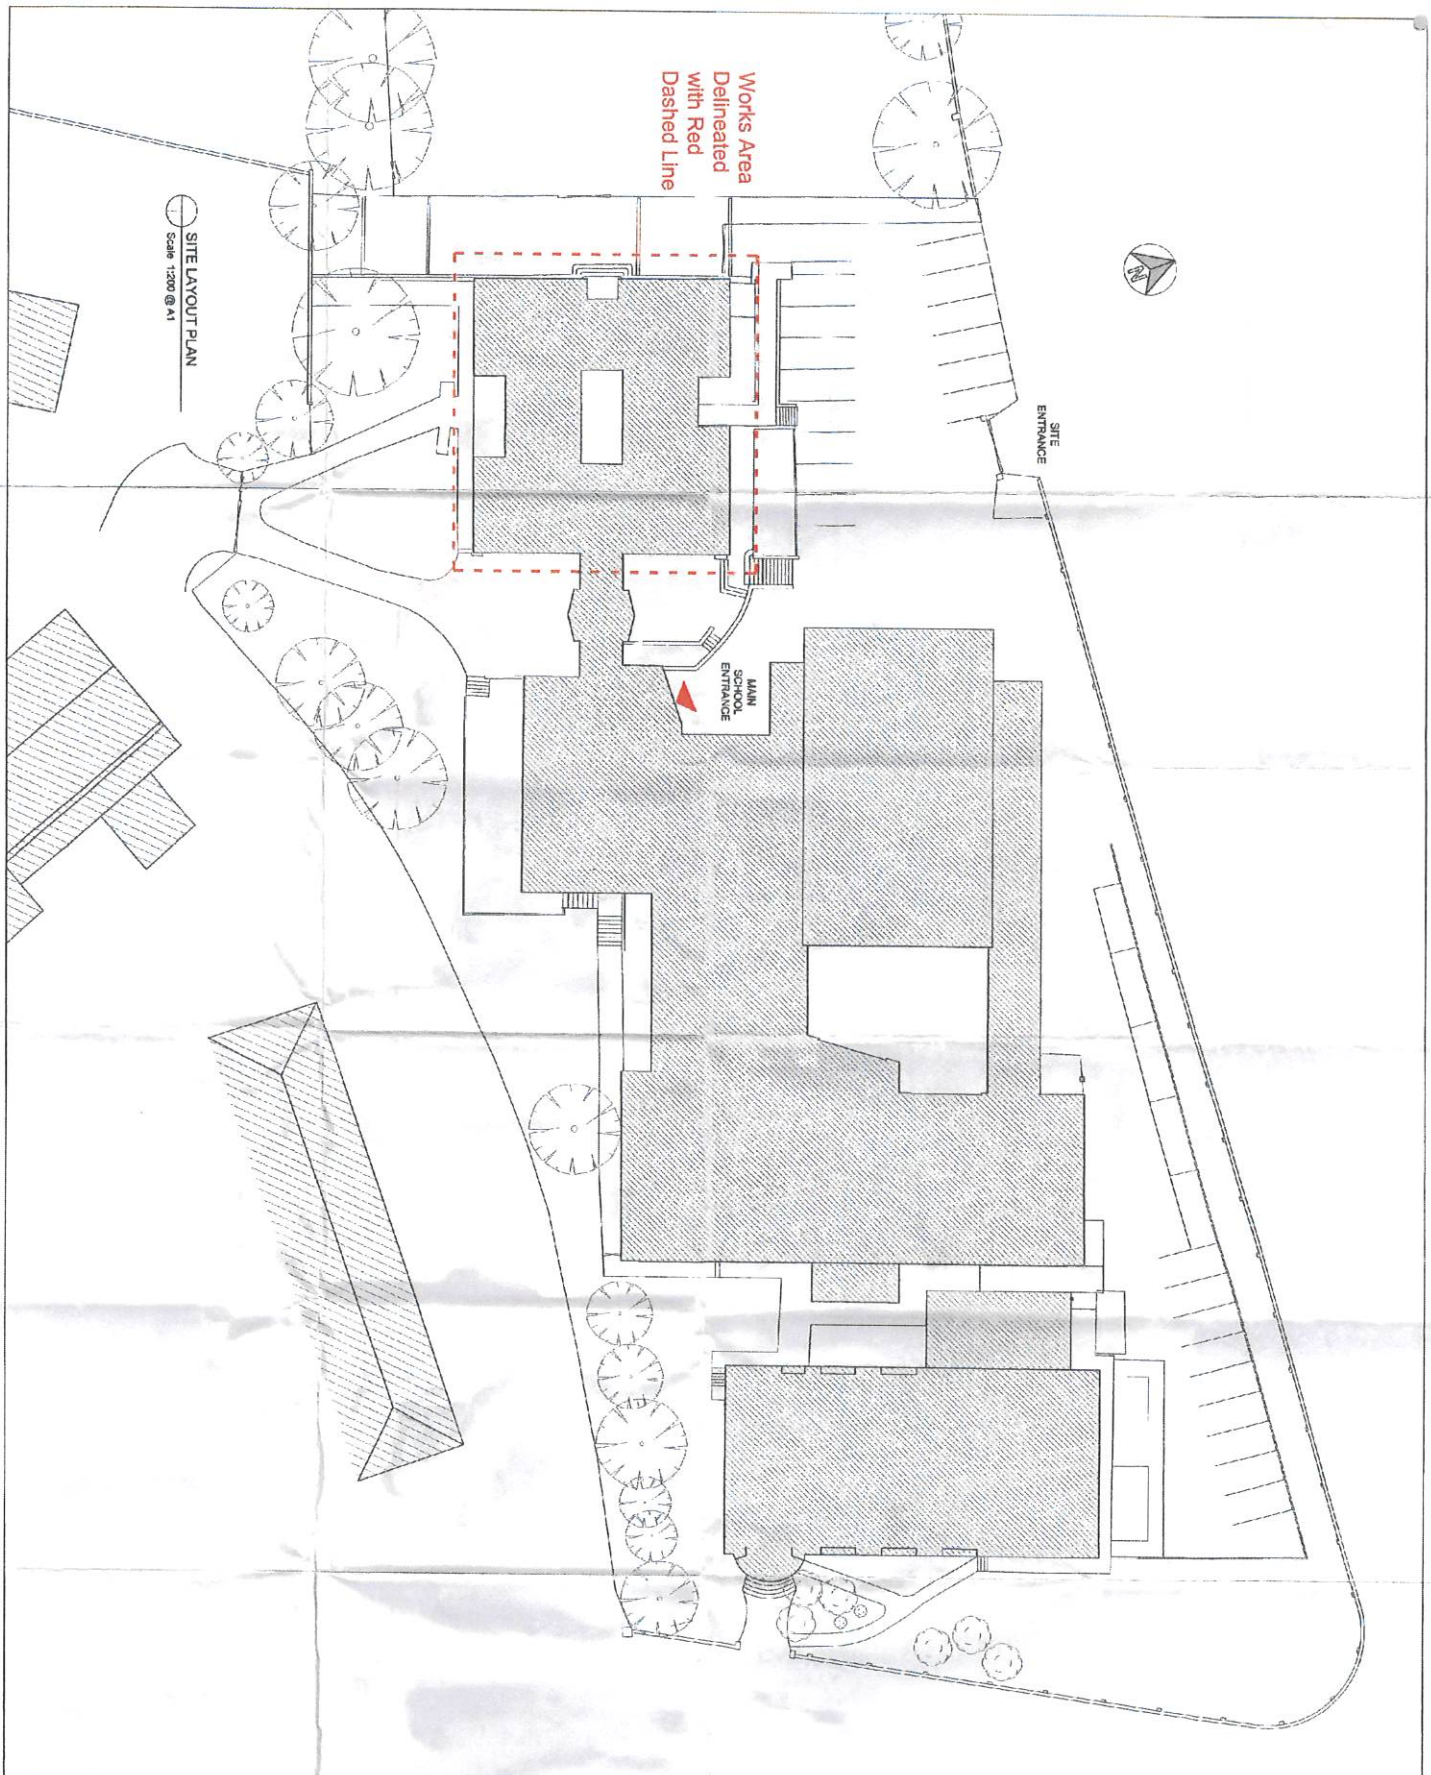 Works Area
Delineated
with Red
Dashed Line
N
SITE
ENTRANCE
SITE LAYOUT PLAN
Scale 1:200 @ A1
MAIN
SCHOOL
ENTRANCE